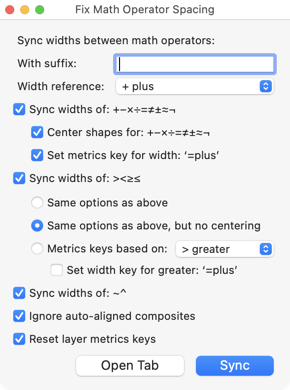 Fix Math Operator Spacing
Sync widths between math operators:
With suffix:
Width reference: + plus
Sync widths of: +−×÷=≠±≈¬
Center shapes for: +−×÷=≠±≈¬
Set metrics key for width: ‘=plus’
Sync widths of: ><≥≤
Same options as above
Same options as above, but no centering
Metrics keys based on: > greater
Set width key for greater: ‘=plus’
Sync widths of: ~^
Ignore auto-aligned composites
Reset layer metrics keys
Open Tab Sync